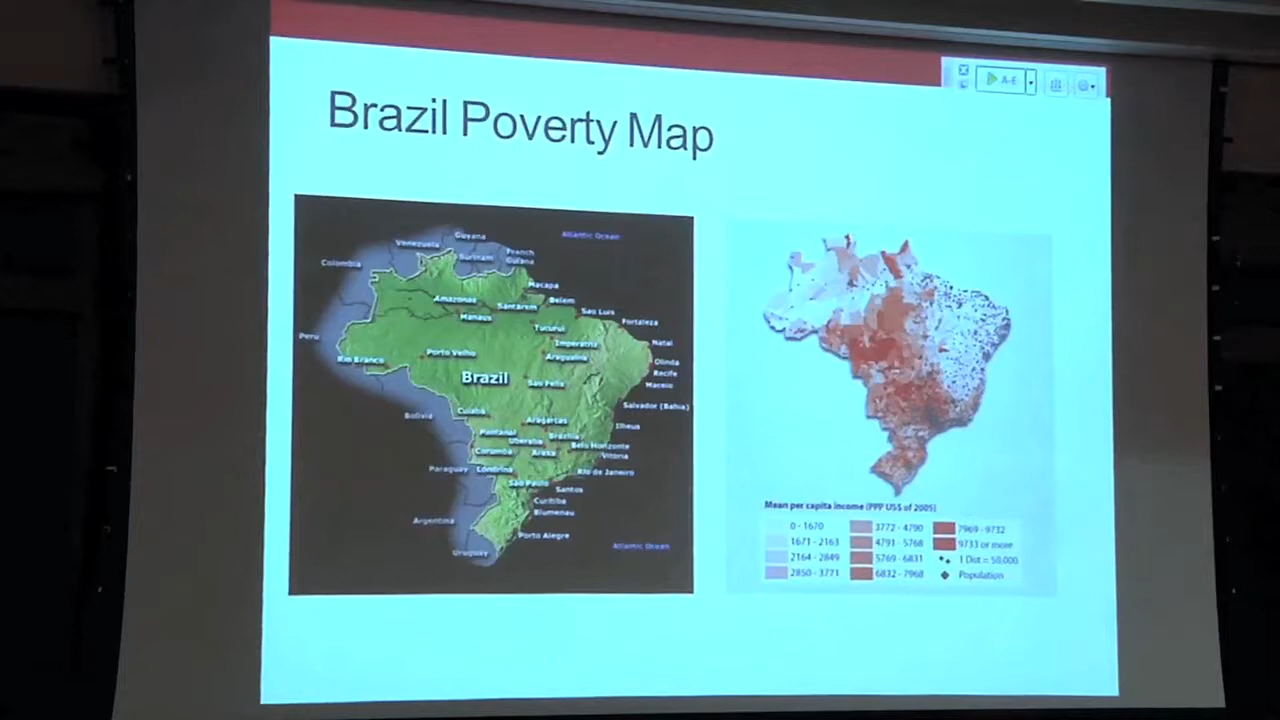 A-E
Brazil Poverty Map
Guyana
Atlantic Ocean
Venezuela
French
Guiana
Surinam
Colombia
Macapa
Amazonas
Santarem
Belem
Sao Luis
Manaus
Fortaleza
Tucurui
Peru
Imperatriz
Natal
Rio Branco
Porto Velho
Araguaina
Olinda
Recife
Brazil
Sao Felix
Maceio
Salvador (Bahia)
Bolivia
Cuiaba
Aragarcas
Ilheus
Pantanal
Brasilia
Uberaba
Belo Horizonte
Corumba
Araxa
Vitoria
Paraguay
Londrina
Rio de Janeiro
Sao Paulo
Santos
Curitiba
Blumenau
Argentina
Porto Alegre
Uruguay
Atlantic Ocean
Mean per capita income (PPP US$ of 2005)
0 - 1670
3772 - 4790
7969 - 9732
1671 - 2163
4791 - 5768
9733 or more
2164 - 2849
5769 - 6831
1 Dot = 50,000
2850 - 3771
6832 - 7968
Population